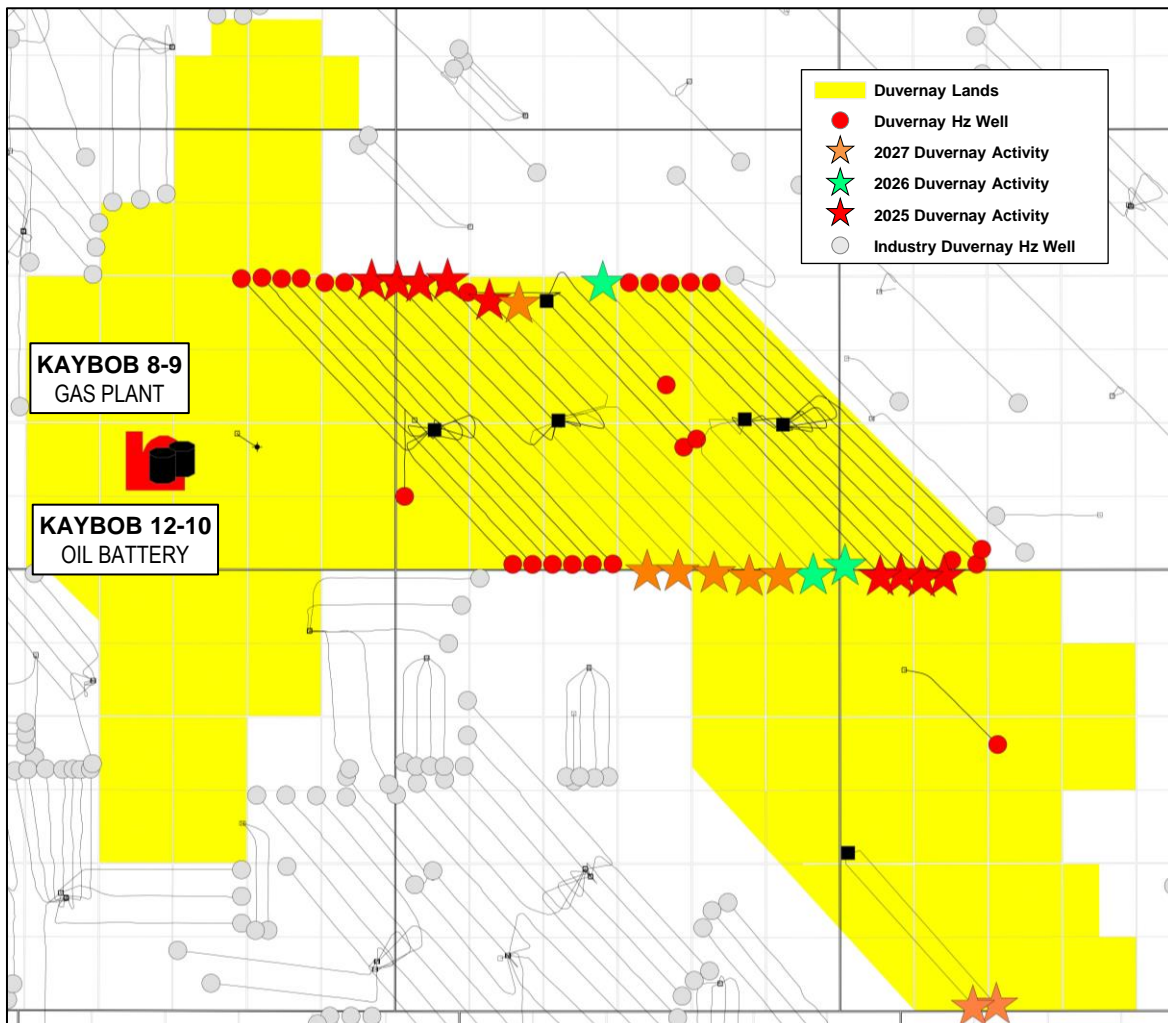 Duvernay Lands
Duvernay Hz Well
2027 Duvernay Activity
2026 Duvernay Activity
2025 Duvernay Activity
Industry Duvernay Hz Well
KAYBOB 8-9
GAS PLANT
KAYBOB 12-10
OIL BATTERY